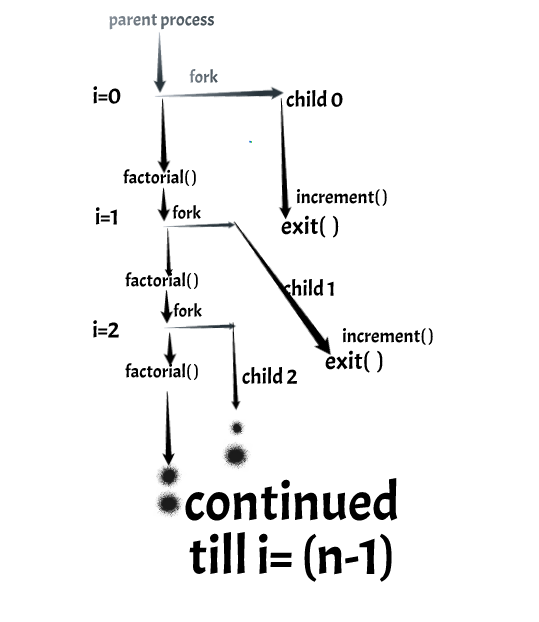 parent process
fork
i=0
child 0
factorial()
increment()
i=1
fork
exit( )
factorial()
child 1
fork
i=2
increment()
factorial()
exit( )
child 2
continued
till i= (n-1)